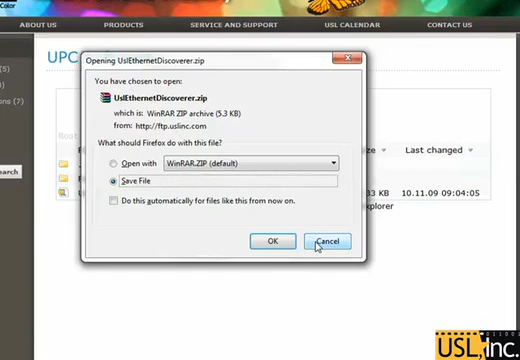 Color
ABOUT US PRODUCTS SERVICE AND SUPPORT USL CALENDAR CONTACT US
UPC
Opening UslEthernetDiscoverer.zip
You have chosen to open:
UslEthernetDiscoverer.zip
which is: WinRAR ZIP archive (5.3 KB)
from: http://ftp.uslinc.com
What should Firefox do with this file?
Open with WinRAR.ZIP (default)
Save File
Do this automatically for files like this from now on.
OK Cancel
(5)
ons (7)
earch
Last changed
KB 10.11.09 09:04:05
xplorer
USL, inc.